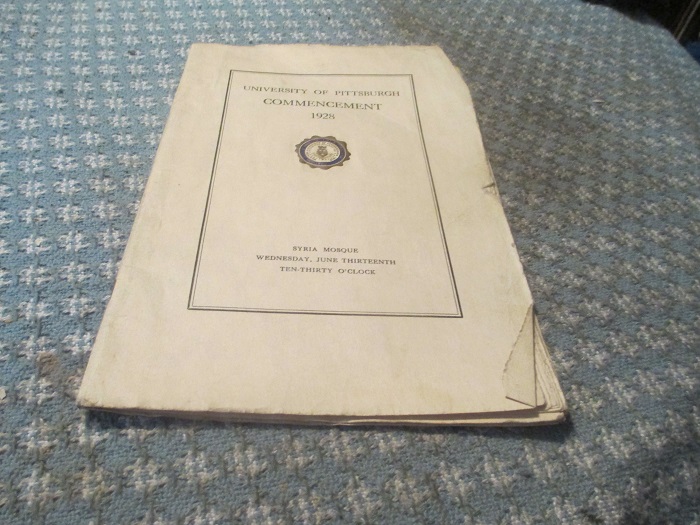 UNIVERSITY OF PITTSBURGH
COMMENCEMENT
1928
SYRIA MOSQUE
WEDNESDAY, JUNE THIRTEENTH
TEN-THIRTY O'CLOCK